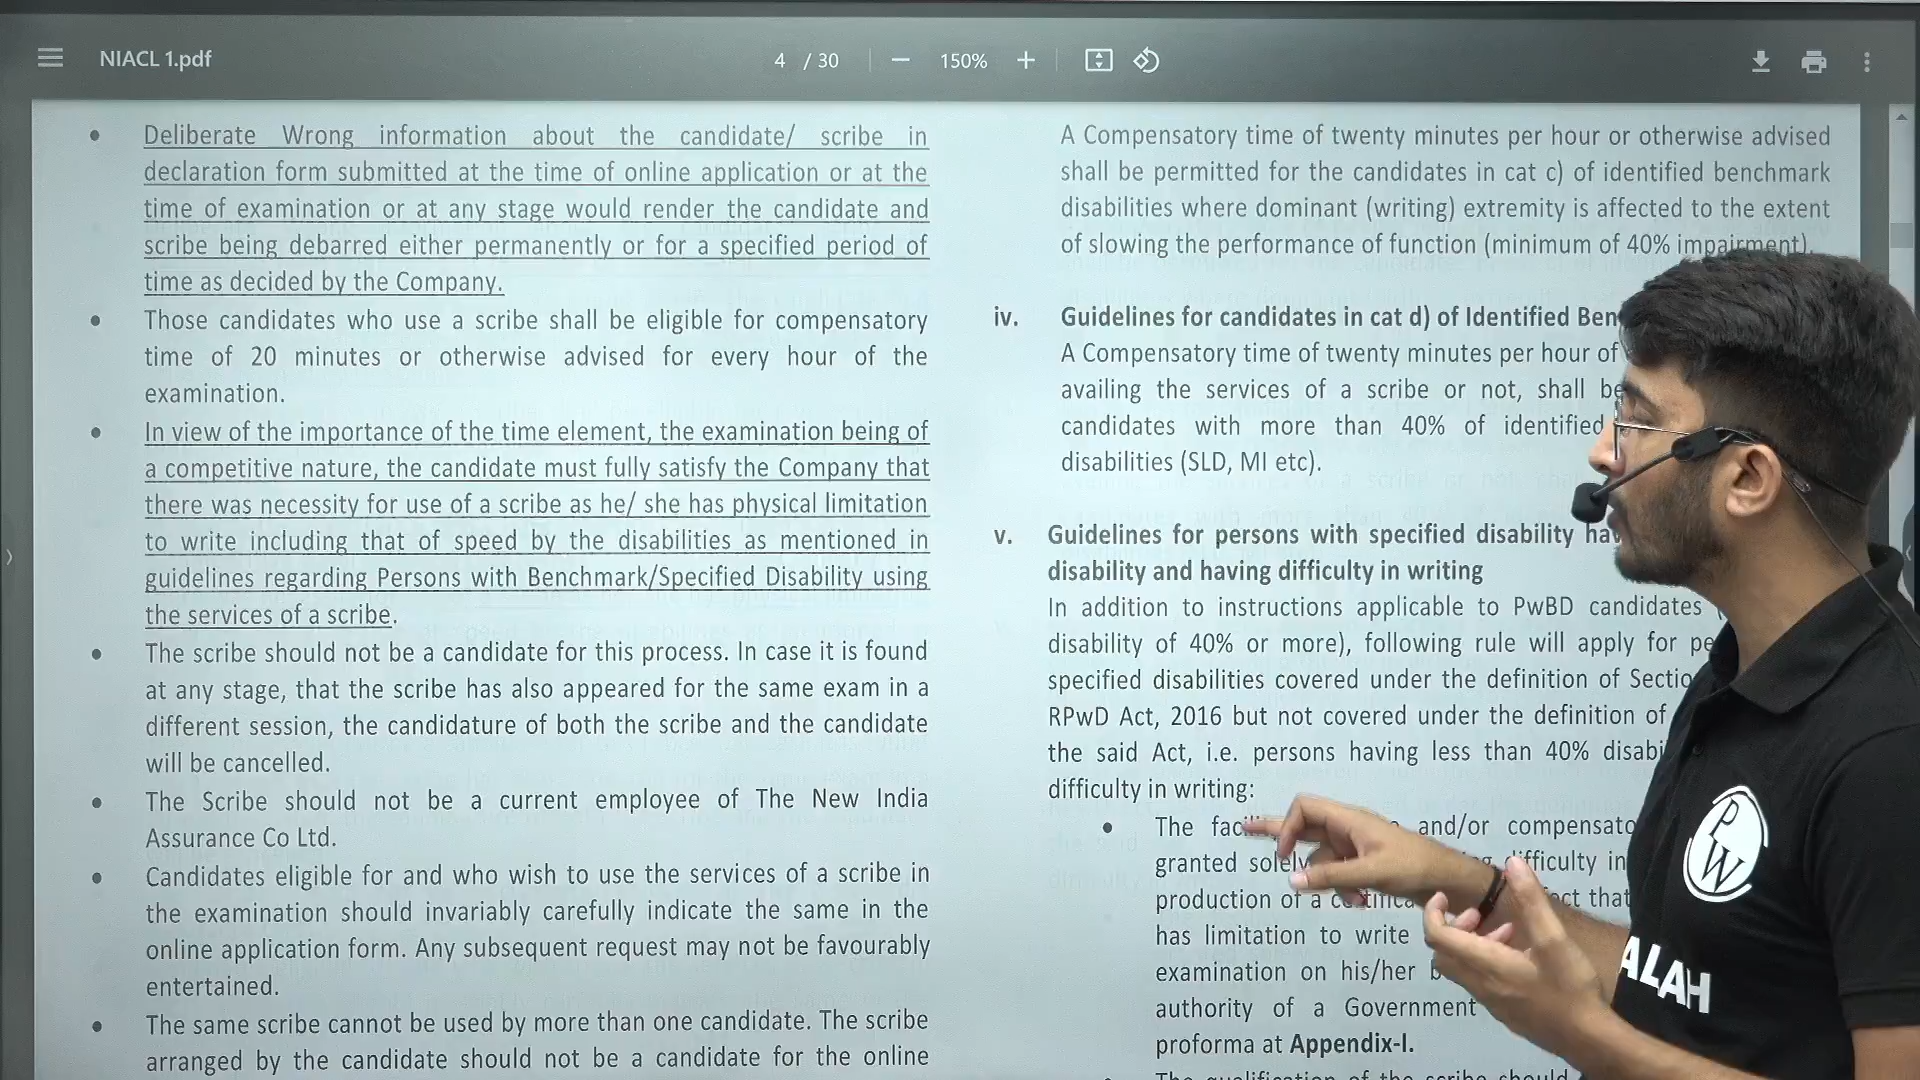 NIACL 1.pdf
4 / 30
150%
• Deliberate Wrong information about the candidate/ scribe in
declaration form submitted at the time of online application or at the
time of examination or at any stage would render the candidate and
scribe being debarred either permanently or for a specified period of
time as decided by the Company.
• Those candidates who use a scribe shall be eligible for compensatory
time of 20 minutes or otherwise advised for every hour of the
examination.
• In view of the importance of the time element, the examination being of
a competitive nature, the candidate must fully satisfy the Company that
there was necessity for use of a scribe as he/ she has physical limitation
to write including that of speed by the disabilities as mentioned in
guidelines regarding Persons with Benchmark/Specified Disability using
the services of a scribe.
• The scribe should not be a candidate for this process. In case it is found
at any stage, that the scribe has also appeared for the same exam in a
different session, the candidature of both the scribe and the candidate
will be cancelled.
• The Scribe should not be a current employee of The New India
Assurance Co Ltd.
• Candidates eligible for and who wish to use the services of a scribe in
the examination should invariably carefully indicate the same in the
online application form. Any subsequent request may not be favourably
entertained.
• The same scribe cannot be used by more than one candidate. The scribe
arranged by the candidate should not be a candidate for the online
A Compensatory time of twenty minutes per hour or otherwise advised
shall be permitted for the candidates in cat c) of identified benchmark
disabilities where dominant (writing) extremity is affected to the extent
of slowing the performance of function (minimum of 40% impairment).
iv. Guidelines for candidates in cat d) of Identified
A Compensatory time of twenty minutes per hour of
availing the services of a scribe or not, shall
candidates with more than 40% of identified
disabilities (SLD, MI etc).
v. Guidelines for persons with specified disability
disability and having difficulty in writing
In addition to instructions applicable to PwBD candidates
disability of 40% or more), following rule will apply for
specified disabilities covered under the definition of
RPwD Act, 2016 but not covered under the definition of
the said Act, i.e. persons having less than 40%
difficulty in writing:
• The and/or
granted difficulty in
production of a that
has limitation to write
examination on his/her
authority of a Government
proforma at Appendix-I.
• The qualification of the scribe should
PW
ALAH